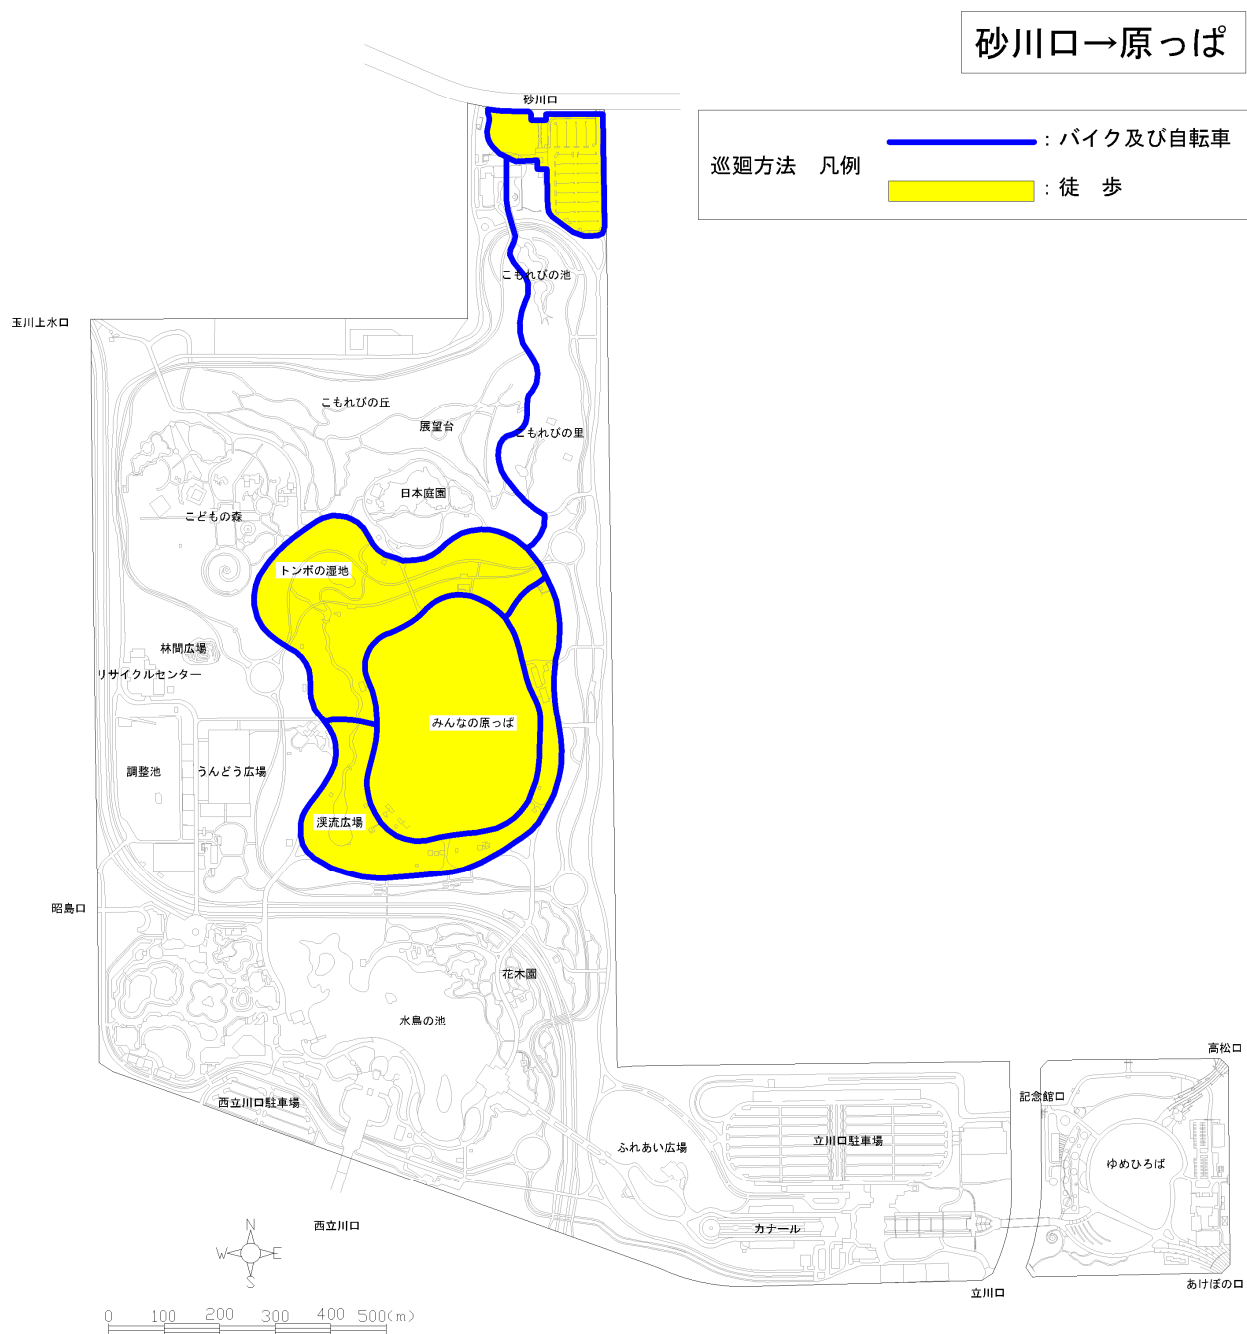 砂川口→原っぱ
砂川口
巡廻方法　凡例
：バイク及び自転車
：徒　歩
こもれびの池
玉川上水口
こもれびの丘
展望台
こもれびの里
日本庭園
こどもの森
トンボの湿地
林間広場
リサイクルセンター
みんなの原っぱ
調整池
うんどう広場
渓流広場
昭島口
花木園
水鳥の池
高松口
記念館口
西立川口駐車場
立川口駐車場
ふれあい広場
ゆめひろば
西立川口
カナール
N
W
E
S
あけぼの口
立川口
0 100 200 300 400 500(m)